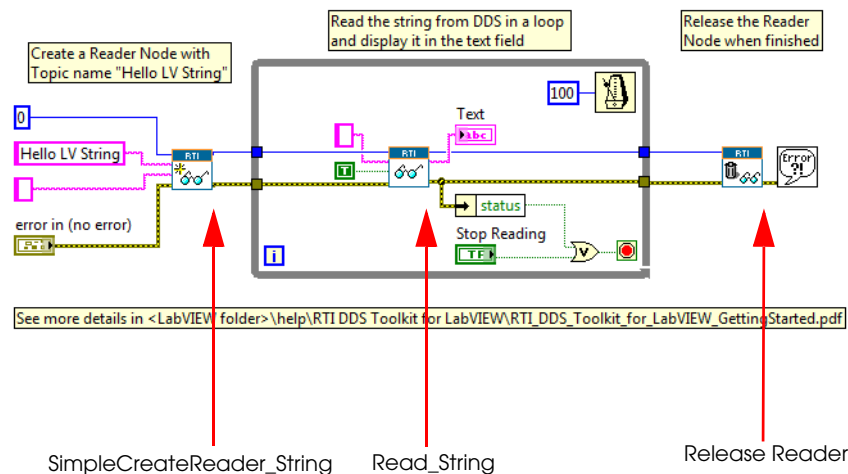 Read the string from DDS in a loop
and display it in the text field
Release the Reader
Node when finished
Create a Reader Node with
Topic name "Hello LV String"
100
Text
abc
0
Hello LV String
RTI
RTI
RTI
Error
?!
T
status
error in (no error)
Stop Reading
TF
V
i
See more details in <LabVIEW folder>\help\RTI DDS Toolkit for LabVIEW\RTI_DDS_Toolkit_for_LabVIEW_GettingStarted.pdf
SimpleCreateReader_String
Read_String
Release Reader